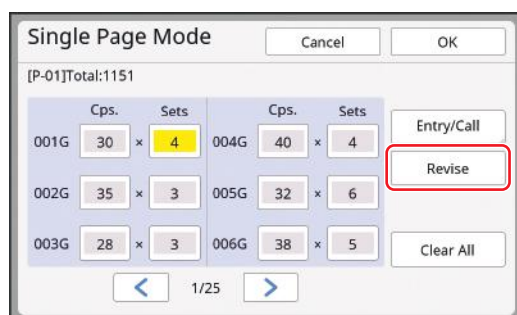 Single Page Mode Cancel OK
[P-01]Total:1151
Cps. Sets Cps. Sets
Entry/Call
001G 30 × 4 004G 40 × 4
Revise
002G 35 × 3 005G 32 × 6
003G 28 × 3 006G 38 × 5
Clear All
< 1/25 >